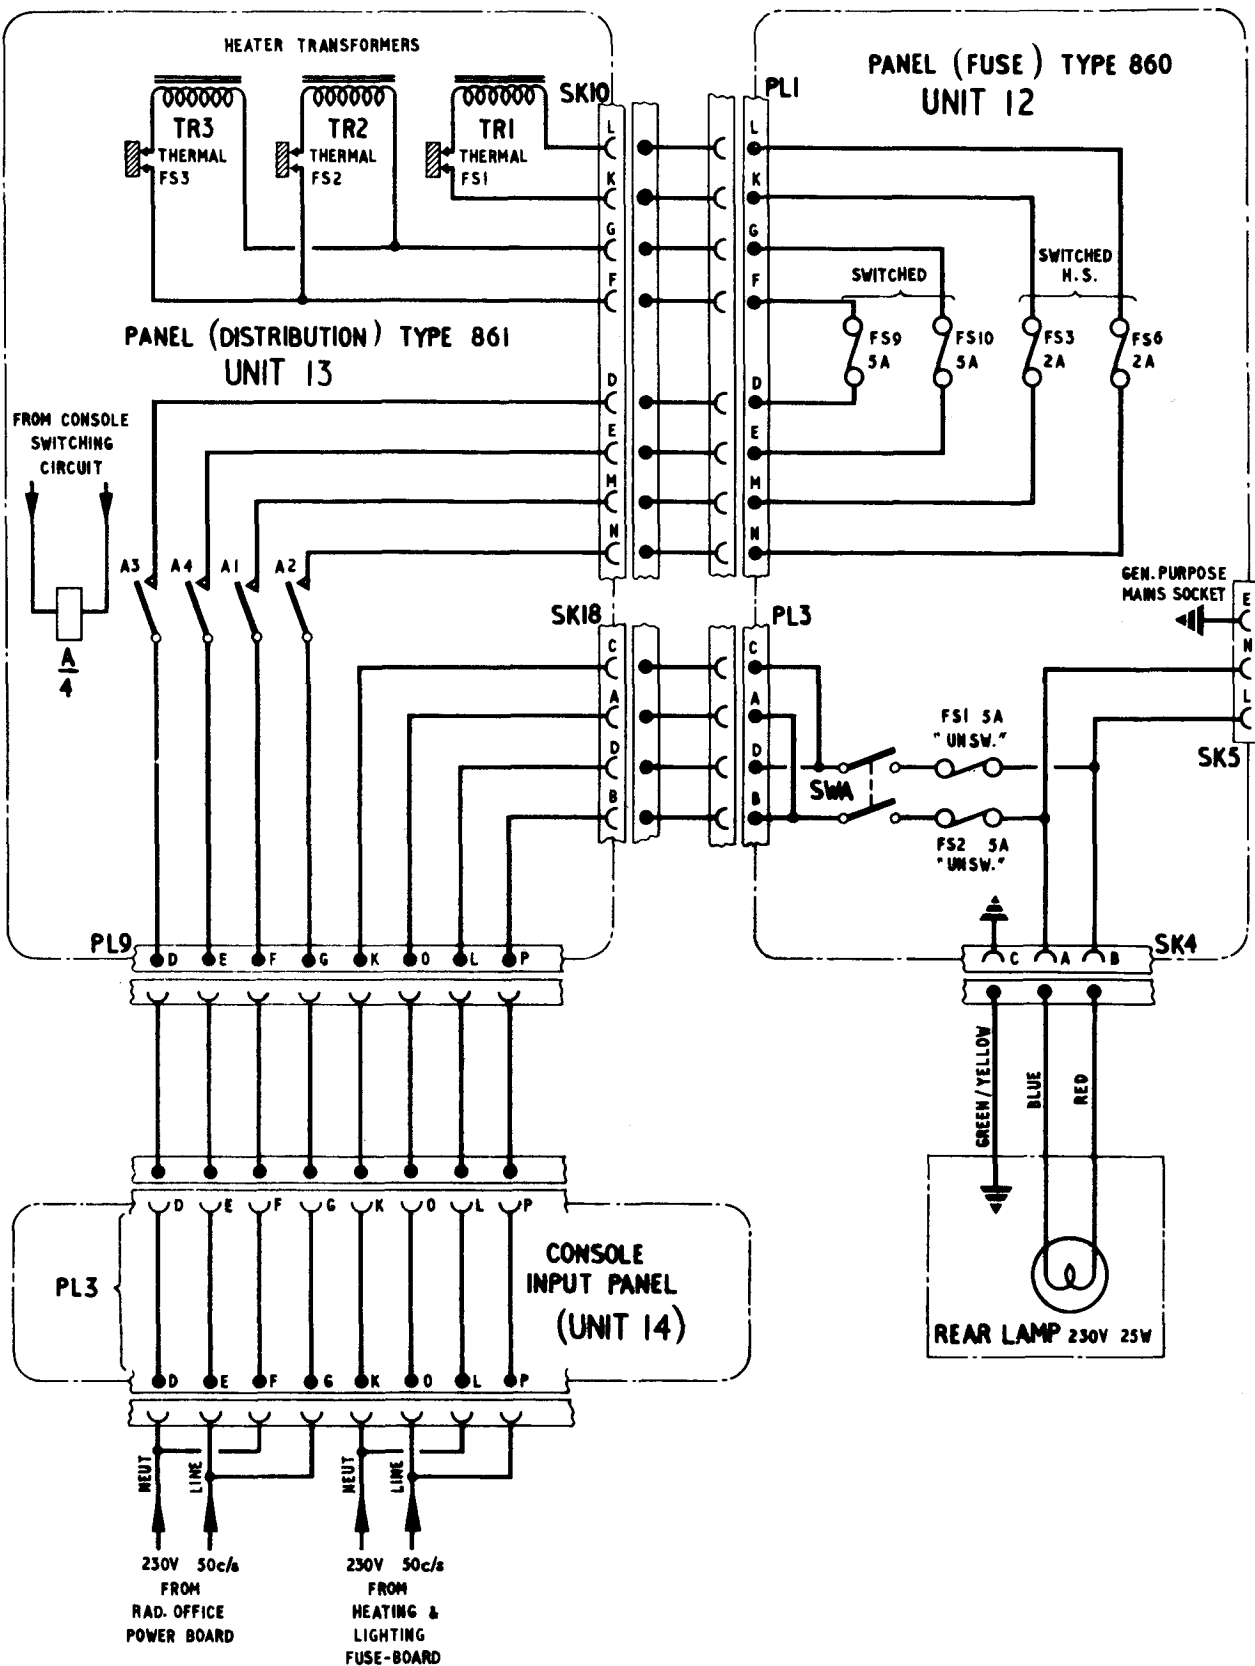 HEATER TRANSFORMERS
PANEL (FUSE) TYPE 860
UNIT 12
SK10
PL1
TR3
THERMAL
FS3
TR2
THERMAL
FS2
TR1
THERMAL
FS1
L
K
G
F
D
E
M
N
L
K
G
F
D
E
M
N
SWITCHED
SWITCHED
H.S.
FS9
5A
FS10
5A
FS3
2A
FS6
2A
PANEL (DISTRIBUTION) TYPE 861
UNIT 13
FROM CONSOLE
SWITCHING
CIRCUIT
A3
A4
A1
A2
A
4
GEN. PURPOSE
MAINS SOCKET
E
N
L
SK5
SK18
PL3
C
A
D
B
C
A
D
B
SWA
FS1 5A
"UNSW."
FS2 5A
"UNSW."
PL9
D E F G K O L P
C A B
SK4
GREEN/YELLOW
BLUE
RED
REAR LAMP 230V 25W
D E F G K O L P
PL3
CONSOLE
INPUT PANEL
(UNIT 14)
D E F G K O L P
NEUT
LINE
NEUT
LINE
230V 50c/s
FROM
RAD. OFFICE
POWER BOARD
230V 50c/s
FROM
HEATING &
LIGHTING
FUSE-BOARD